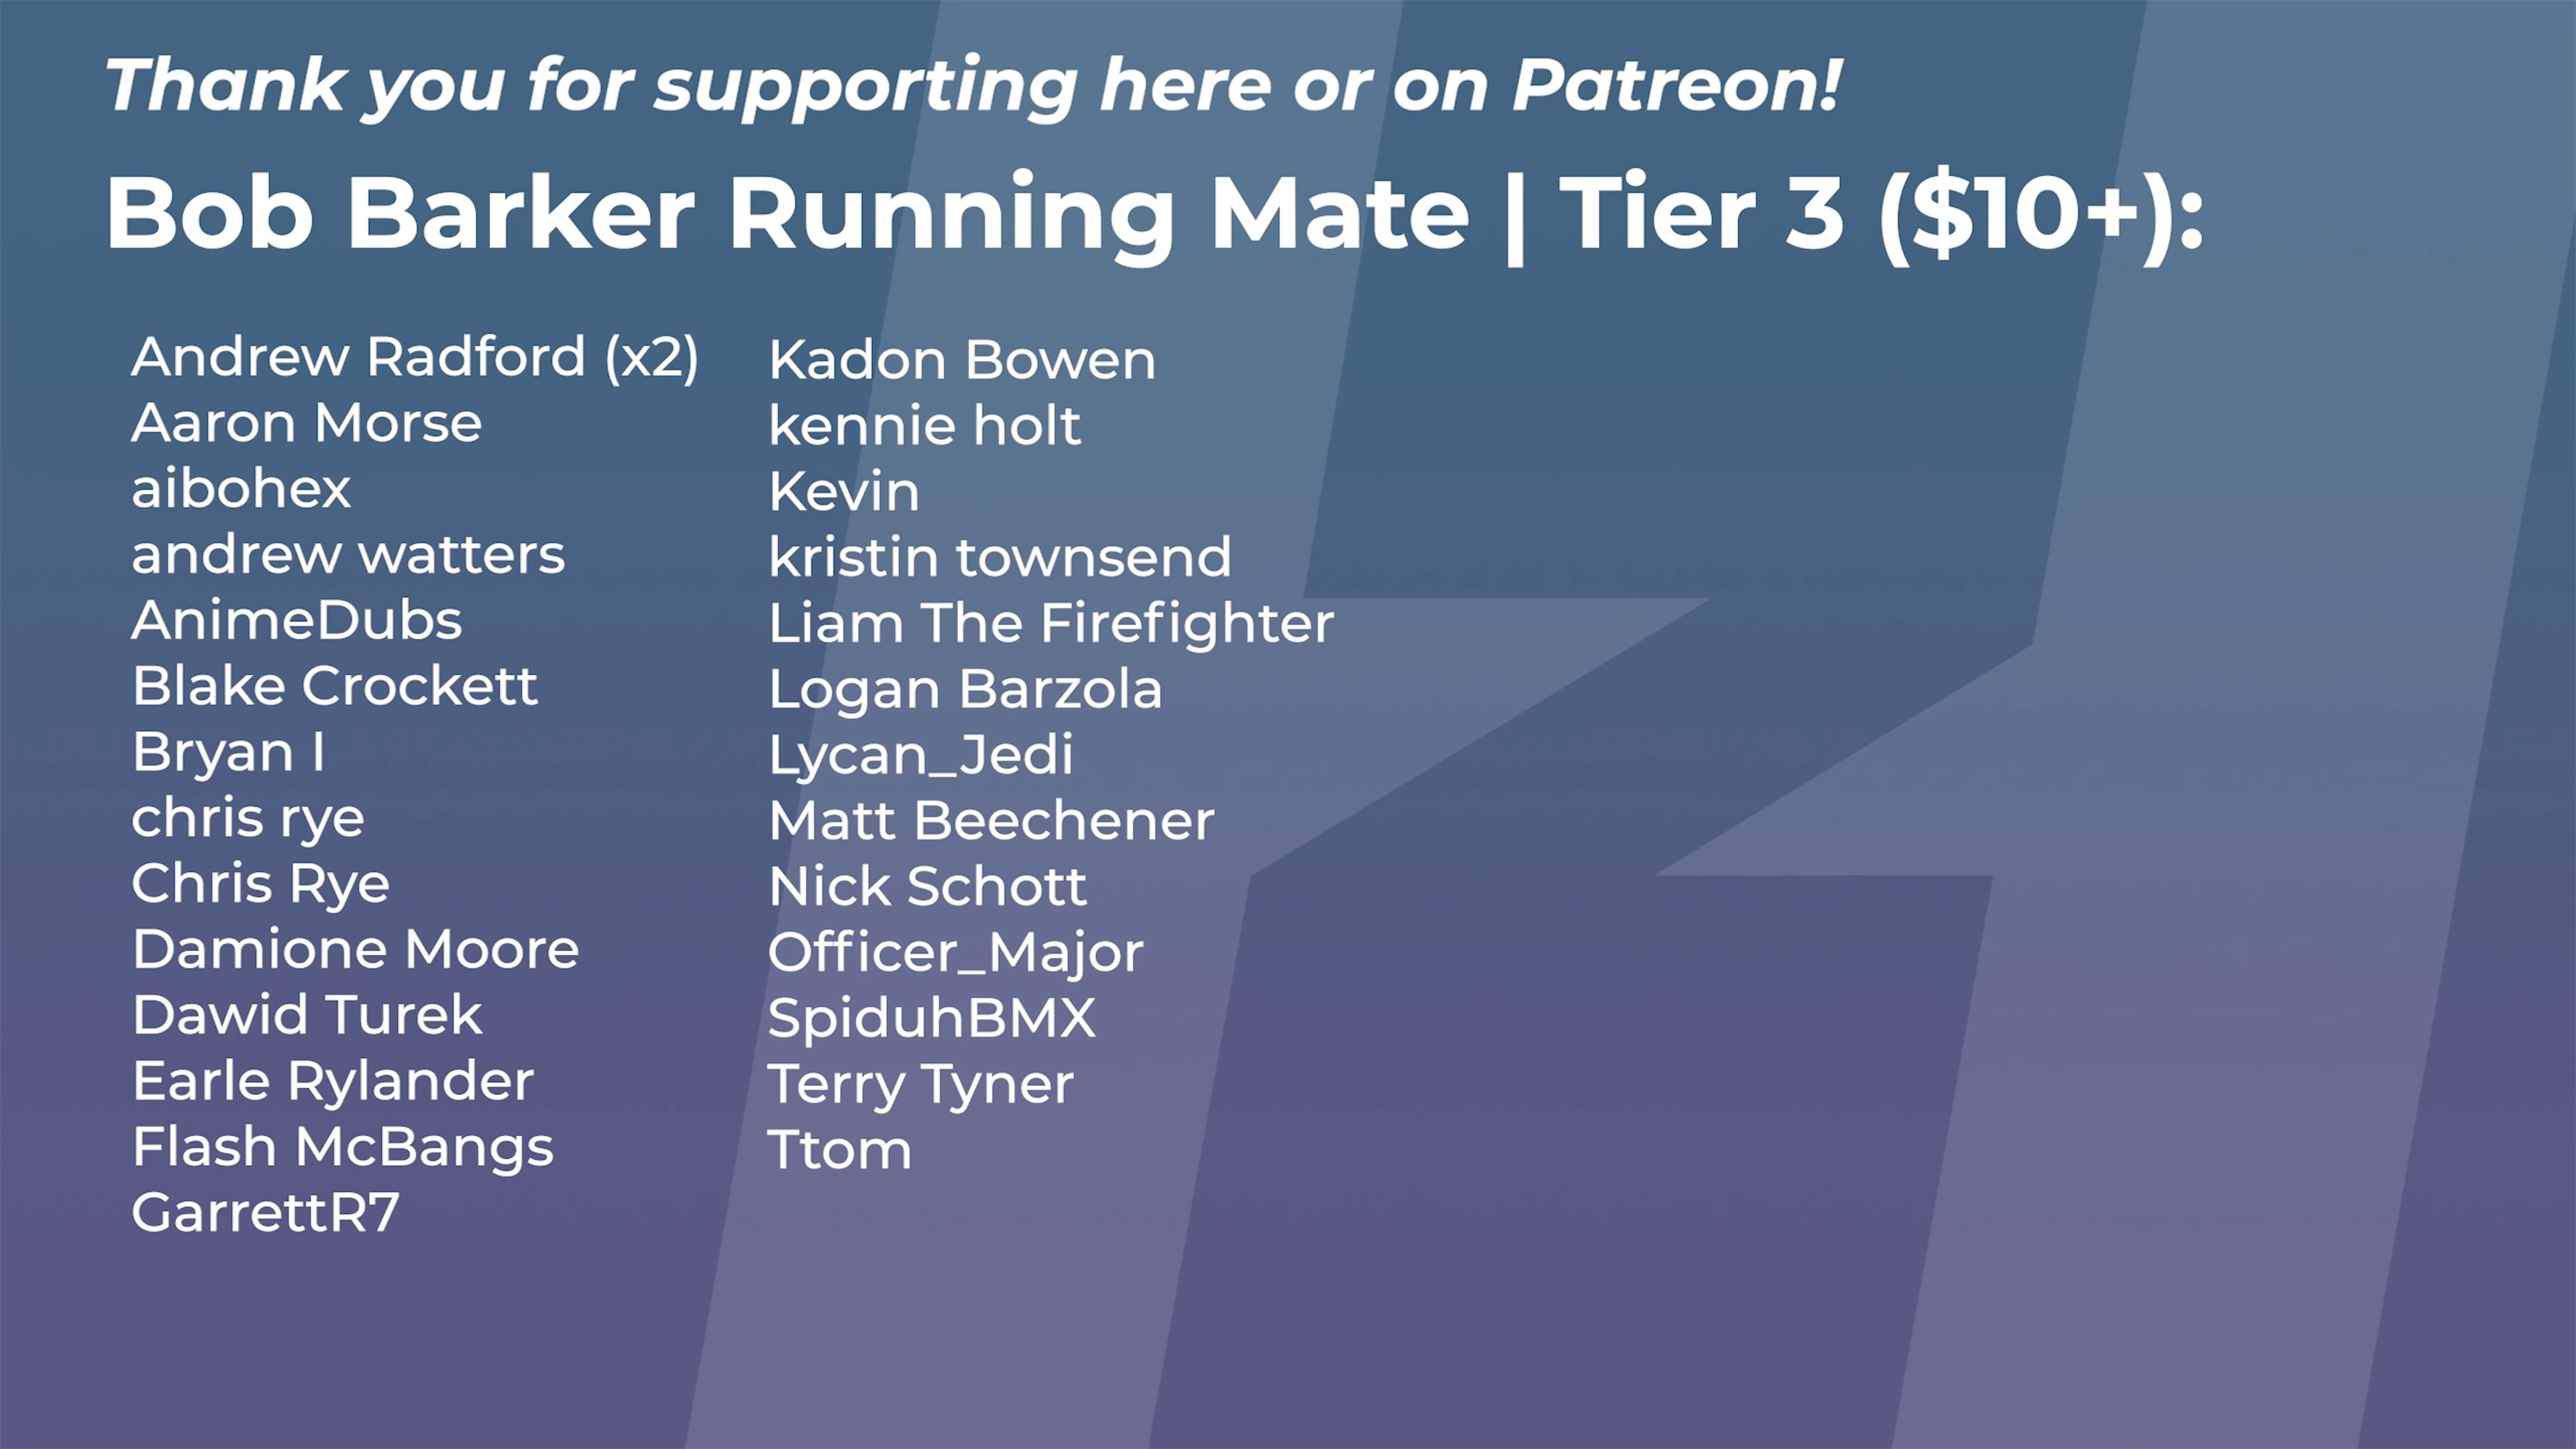 Thank you for supporting here or on Patreon!
Bob Barker Running Mate | Tier 3 ($10+):
Andrew Radford (x2)
Aaron Morse
aibohex
andrew watters
AnimeDubs
Blake Crockett
Bryan I
chris rye
Chris Rye
Damione Moore
Dawid Turek
Earle Rylander
Flash McBangs
GarrettR7
Kadon Bowen
kennie holt
Kevin
kristin townsend
Liam The Firefighter
Logan Barzola
Lycan_Jedi
Matt Beechener
Nick Schott
Officer_Major
SpiduhBMX
Terry Tyner
Ttom